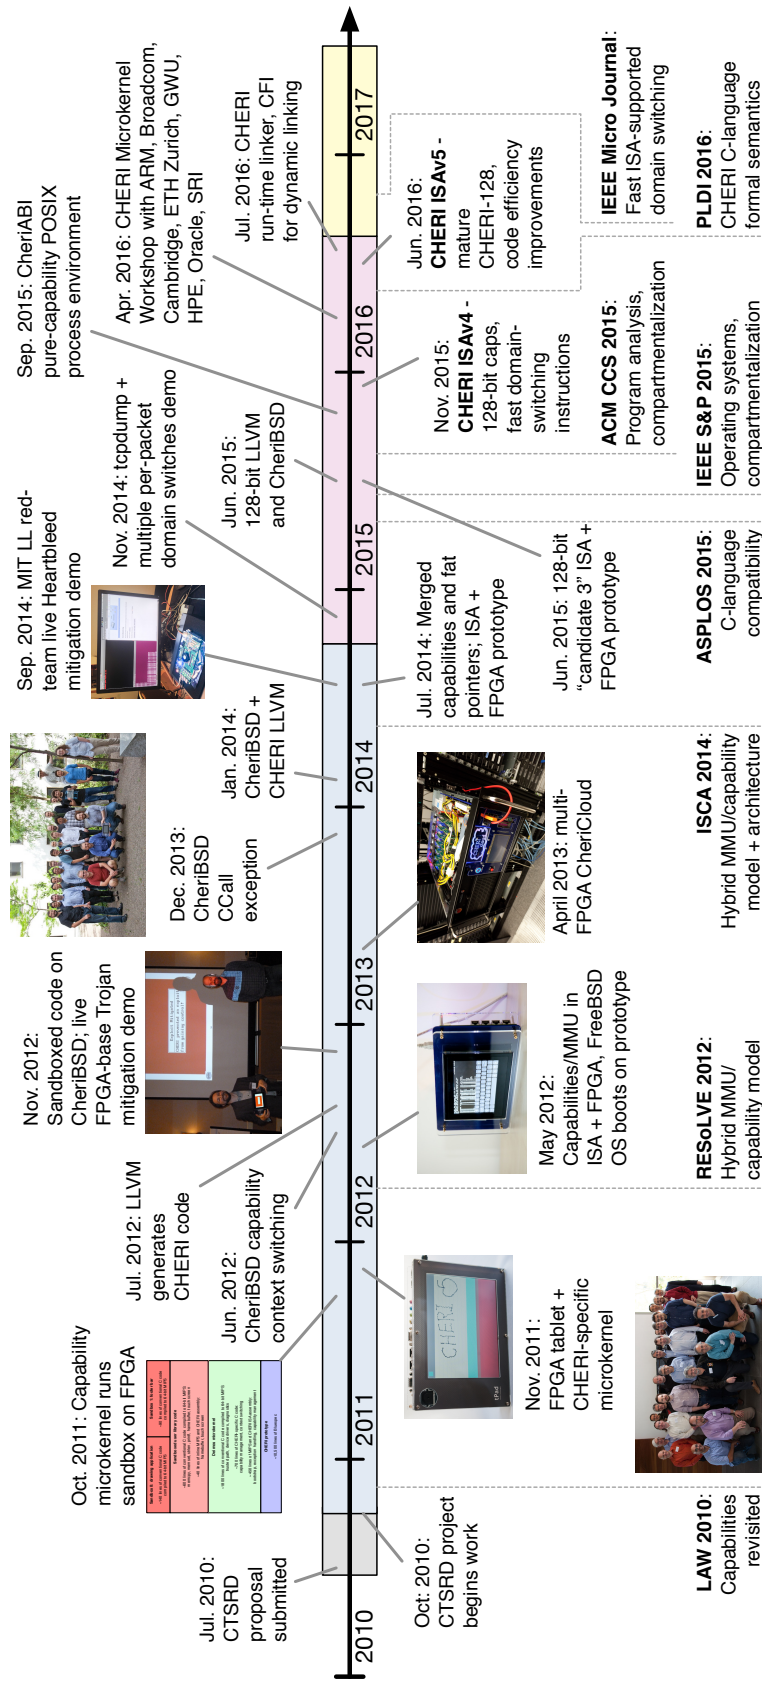 Jul. 2010:
CTSRD
proposal
submitted
Oct. 2011: Capability
microkernel runs
sandbox on FPGA
Jun. 2012:
CheriBSD capability
context switching
Jul. 2012: LLVM
generates
CHERI code
Nov. 2012:
Sandboxed code on
CheriBSD; live
FPGA-base Trojan
mitigation demo
Dec. 2013:
CheriBSD
CCall
exception
Jan. 2014:
CheriBSD +
CHERI LLVM
Sep. 2014: MIT LL red-
team live Heartbleed
mitigation demo
Nov. 2014: tcpdump +
multiple per-packet
domain switches demo
Jun. 2015:
128-bit LLVM
and CheriBSD
Sep. 2015: CheriABI
pure-capability POSIX
process environment
Apr. 2016: CHERI Microkernel
Workshop with ARM, Broadcom,
Cambridge, ETH Zurich, GWU,
HPE, Oracle, SRI
Jul. 2016: CHERI
run-time linker, CFI
for dynamic linking
2010
2011
2012
2013
2014
2015
2016
2017
Oct. 2010:
CTSRD project
begins work
CHERI
Nov. 2011:
FPGA tablet +
CHERI-specific
microkernel
May 2012:
Capabilities/MMU in
ISA + FPGA, FreeBSD
OS boots on prototype
April 2013: multi-
FPGA CheriCloud
Jul. 2014: Merged
capabilities and fat
pointers; ISA +
FPGA prototype
Jun. 2015: 128-bit
“candidate 3” ISA +
FPGA prototype
Nov. 2015:
CHERI ISAv4 -
128-bit caps,
fast domain-
switching
instructions
Jun. 2016:
CHERI ISAv5 -
mature
CHERI-128,
code efficiency
improvements
LAW 2010:
Capabilities
revisited
RESoLVE 2012:
Hybrid MMU/
capability model
ISCA 2014:
Hybrid MMU/capability
model + architecture
ASPLOS 2015:
C-language
compatibility
IEEE S&P 2015:
Operating systems,
compartmentalization
ACM CCS 2015:
Program analysis,
compartmentalization
PLDI 2016:
CHERI C-language
formal semantics
IEEE Micro Journal:
Fast ISA-supported
domain switching